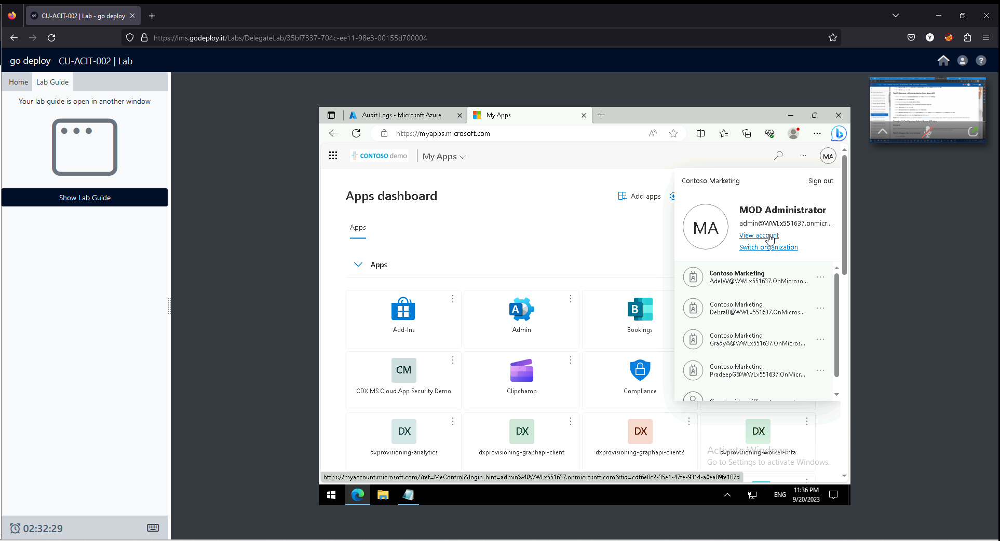 CU-ACIT-002 | Lab - go deploy
https://lms.godeploy.it/Labs/DelegateLab/35bf7337-704c-ee11-98e3-00155d700004
Y
go deploy CU-ACIT-002 | Lab
?
Home Lab Guide
Your lab guide is open in another window
Show Lab Guide
02:32:29
Audit Logs - Microsoft Azure
My Apps
https://myapps.microsoft.com
CONTOSO demo
My Apps
MA
Apps dashboard
Add apps
Apps
Apps
Add-Ins
Admin
B
Bookings
CM
CDX MS Cloud App Security Demo
Clipchamp
Compliance
DX
dxprovisioning-analytics
DX
dxprovisioning-graphapi-client
DX
dxprovisioning-graphapi-client2
DX
dxprovisioning-worker-mfa
Contoso Marketing
Sign out
MA
MOD Administrator
admin@WWLx551637.onmicr...
View account
Switch organization
Contoso Marketing
AdeleV@WWLx551637.OnMicroso...
Contoso Marketing
DebraB@WWLx551637.OnMicros...
Contoso Marketing
GradyA@WWLx551637.OnMicros...
Contoso Marketing
PradeepG@WWLx551637.OnMicr...
Activate Windows
Go to Settings to activate Windows.
https://myaccount.microsoft.com/?ref=MeControl&login_hint=admin%40WWLx551637.onmicrosoft.com&tid=cdf6e8c2-35e1-47fe-9314-a0ea89fe187d
ENG
11:36 PM
9/20/2023